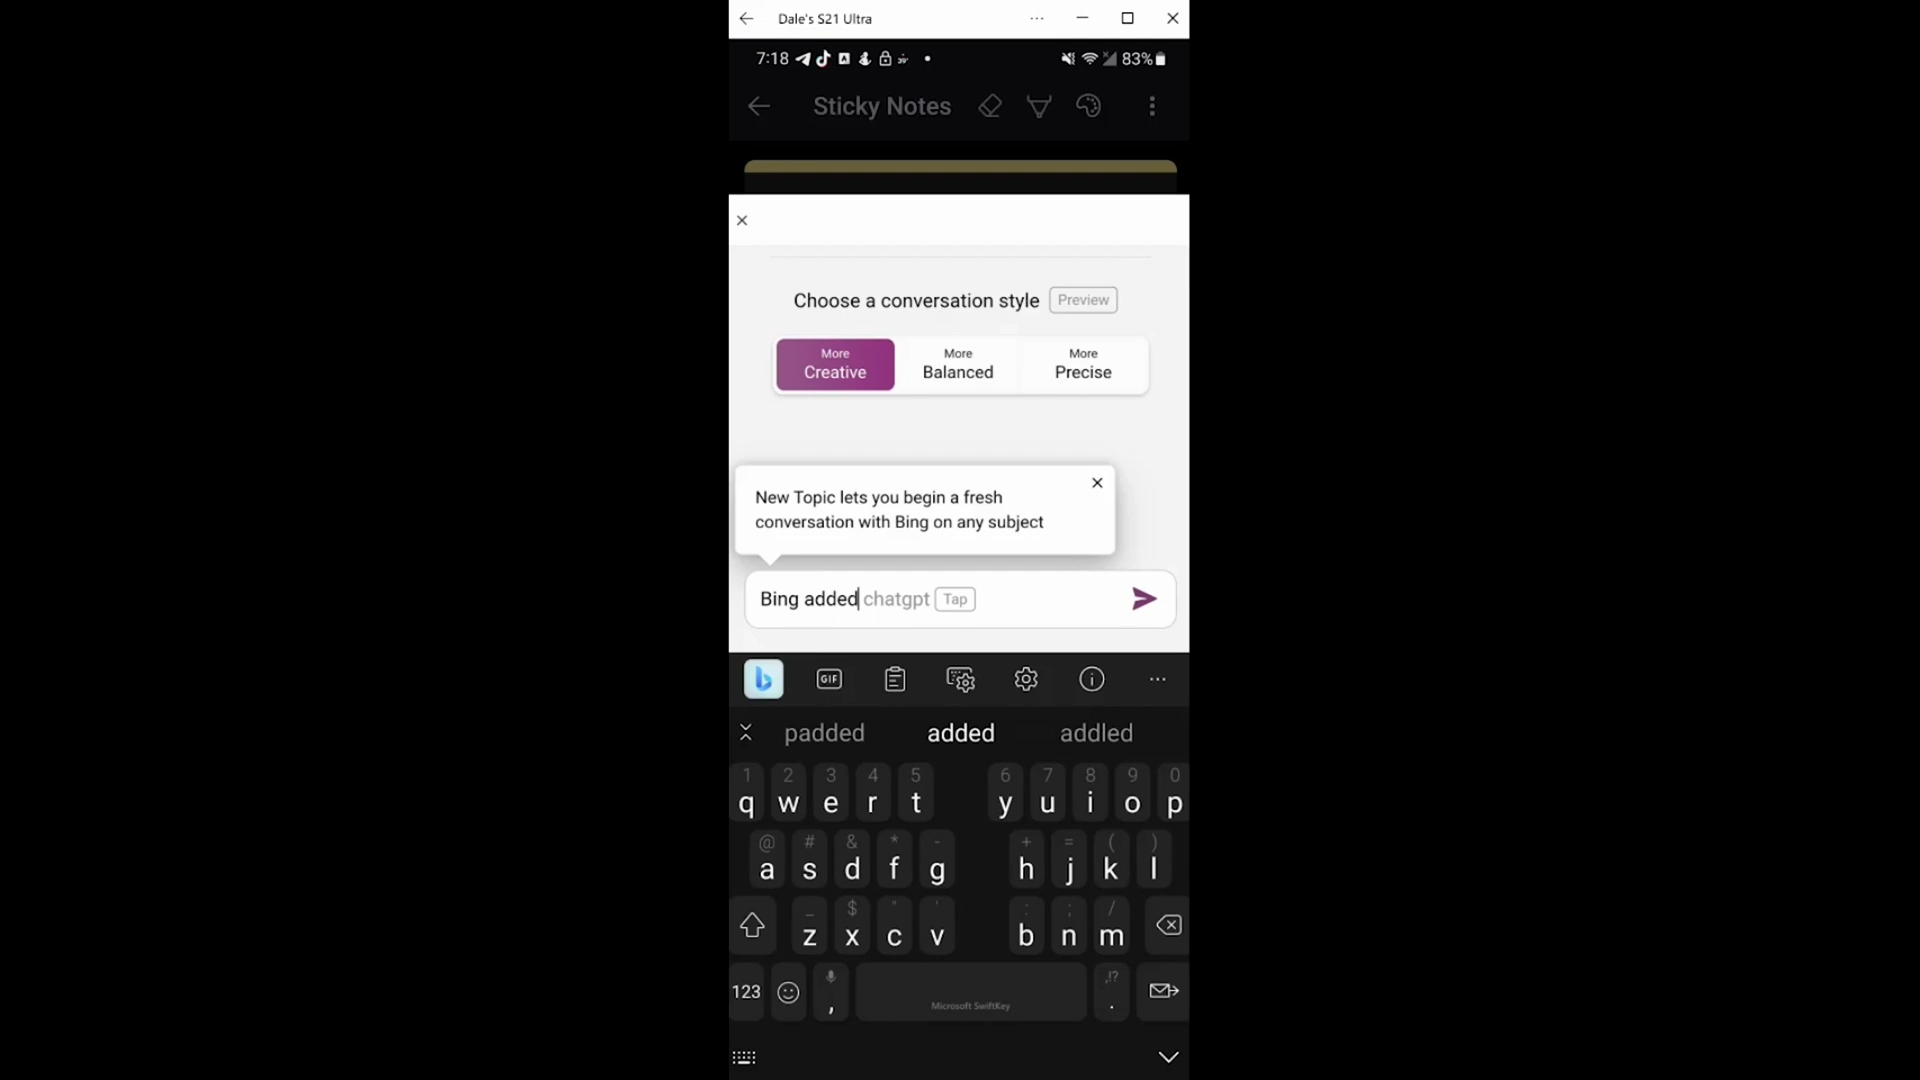 Dale's S21 Ultra
7:18
83%
Sticky Notes
Choose a conversation style Preview
More Creative
More Balanced
More Precise
New Topic lets you begin a fresh
conversation with Bing on any subject
Bing added chatgpt Tap
GIF
padded added addled
1 2 3 4 5 6 7 8 9 0
q w e r t y u i o p
@ # & * - + = ( )
a s d f g h j k l
_ $ " ' : ; /
z x c v b n m
123 , Microsoft SwiftKey ,!? .